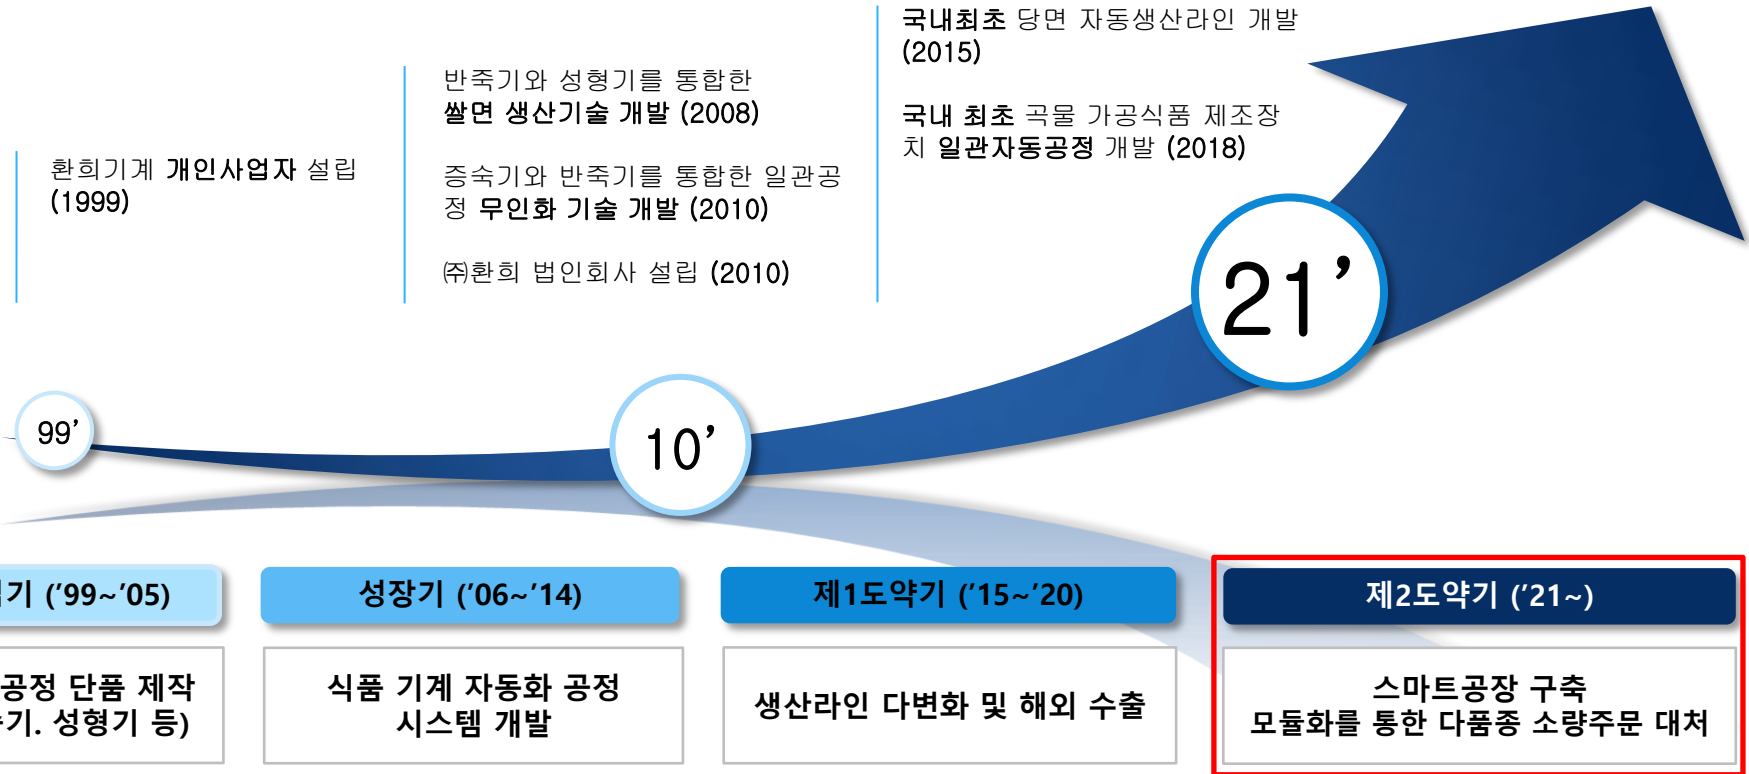 환희기계 개인사업자 설립
(1999)
반죽기와 성형기를 통합한
쌀면 생산기술 개발 (2008)
증숙기와 반죽기를 통합한 일관공
정 무인화 기술 개발 (2010)
㈜환희 법인회사 설립 (2010)
국내최초 당면 자동생산라인 개발
(2015)
국내 최초 곡물 가공식품 제조장
치 일관자동공정 개발 (2018)
99’
10’
21’
기 (’99~’05)
공정 단품 제작
기. 성형기 등)
성장기 (’06~’14)
식품 기계 자동화 공정
시스템 개발
제1도약기 (’15~’20)
생산라인 다변화 및 해외 수출
제2도약기 (’21~)
스마트공장 구축
모듈화를 통한 다품종 소량주문 대처